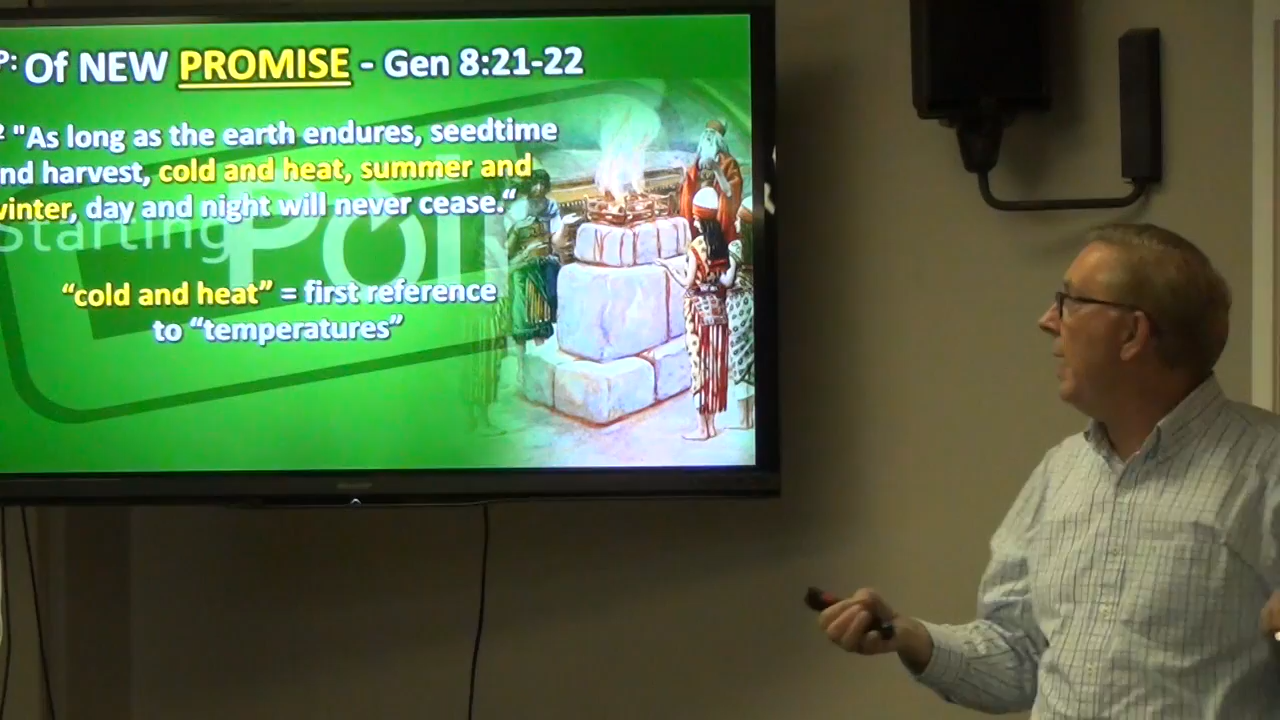 P: Of NEW PROMISE - Gen 8:21-22
2 "As long as the earth endures, seedtime
nd harvest, cold and heat, summer and
winter, day and night will never cease.“
Starting
“cold and heat” = first reference
to “temperatures”